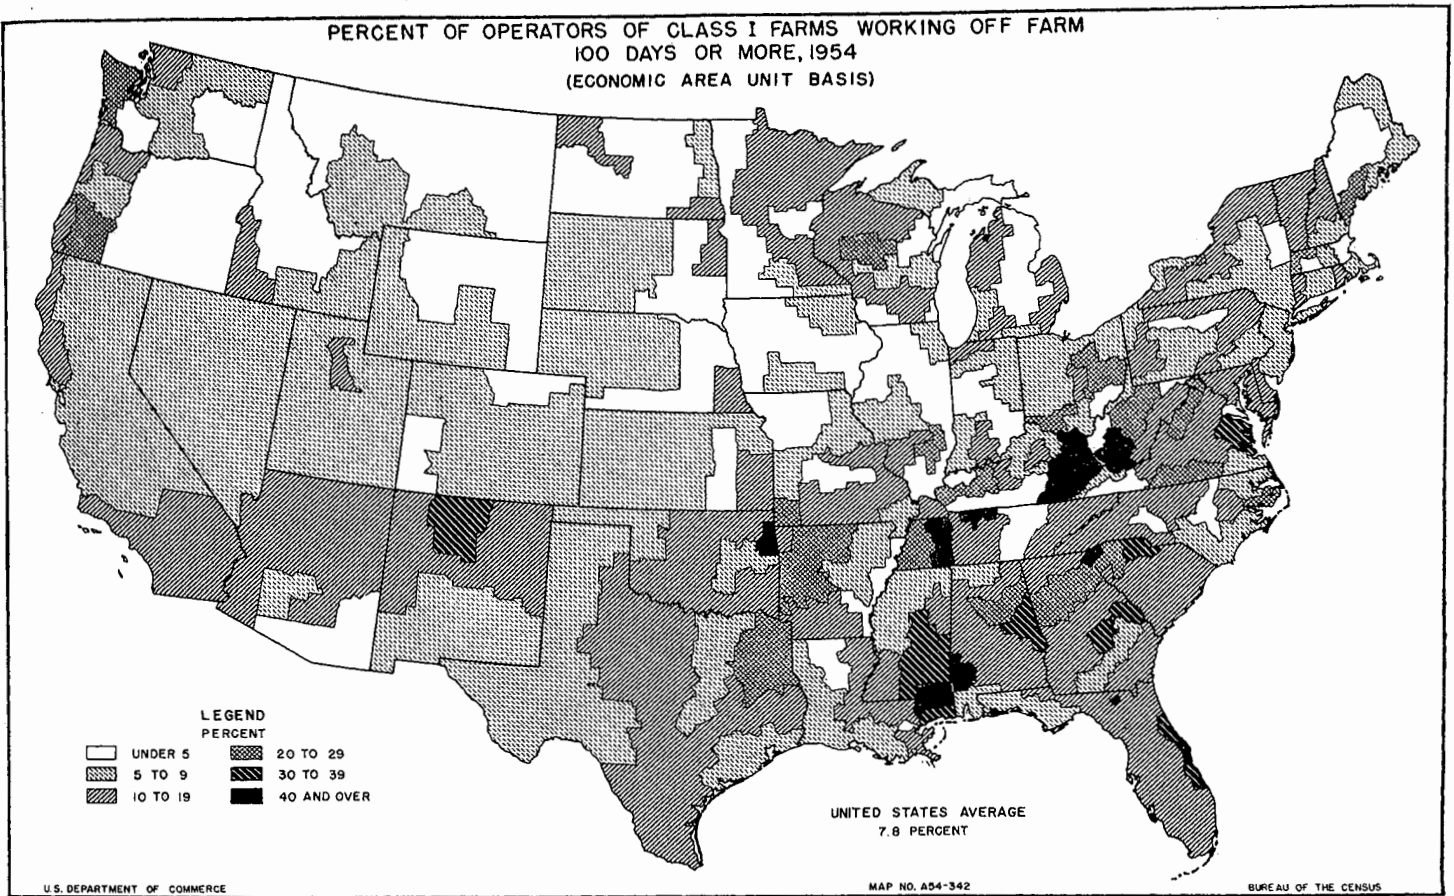 PERCENT OF OPERATORS OF CLASS I FARMS WORKING OFF FARM
100 DAYS OR MORE, 1954
(ECONOMIC AREA UNIT BASIS)
LEGEND
PERCENT
UNDER 5
5 TO 9
10 TO 19
20 TO 29
30 TO 39
40 AND OVER
UNITED STATES AVERAGE
7.8 PERCENT
U.S. DEPARTMENT OF COMMERCE
MAP NO. A54-342
BUREAU OF THE CENSUS